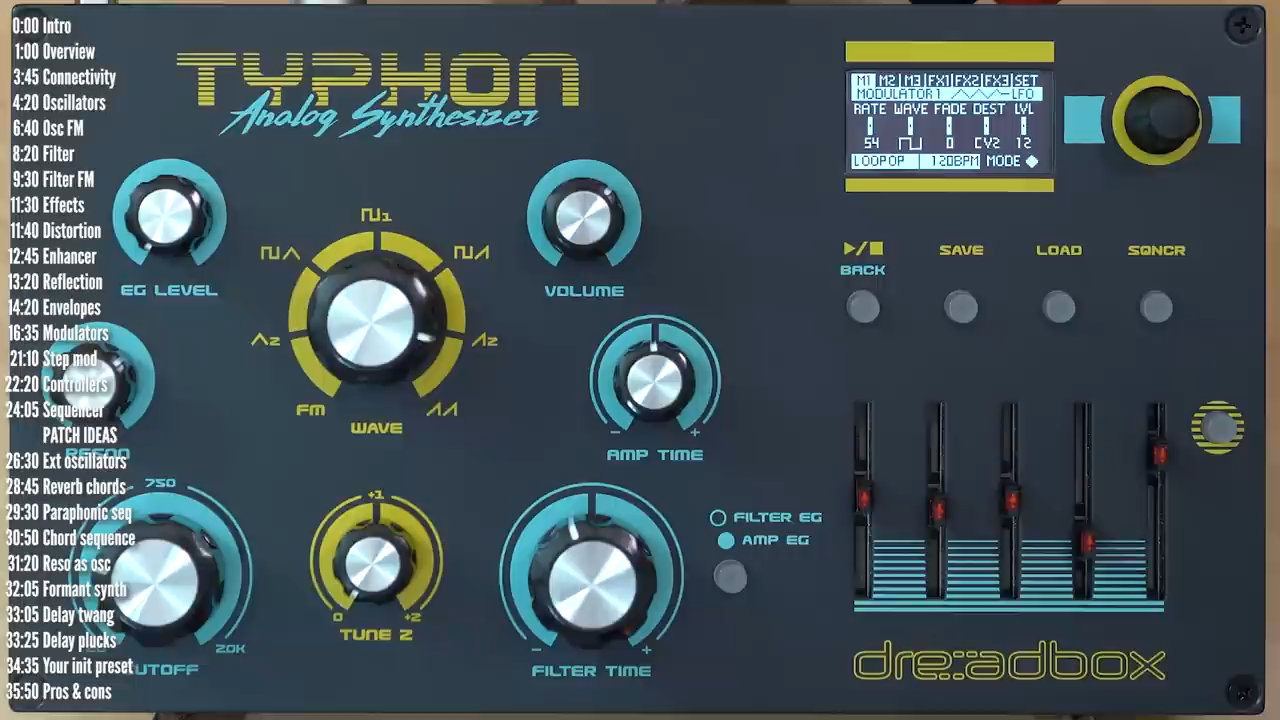 0:00 Intro
1:00 Overview
3:45 Connectivity
4:20 Oscillators
6:40 Osc FM
8:20 Filter
9:30 Filter FM
11:30 Effects
11:40 Distortion
12:45 Enhancer
13:20 Reflection
14:20 Envelopes
16:35 Modulators
21:10 Step mod
22:20 Controllers
24:05 Sequencer
PATCH IDEAS
26:30 Ext oscillators
28:45 Reverb chords
29:30 Paraphonic seq
30:50 Chord sequence
31:20 Reso as osc
32:05 Formant synth
33:05 Delay twang
33:25 Delay plucks
34:35 Your init preset
35:50 Pros & cons
TYPHON
Analog Synthesizer
EG LEVEL
VOLUME
1
2
2
FM
WAVE
AMP TIME
- +
750
20K
+1
0 +2
TUNE 2
- +
FILTER TIME
FILTER EG
AMP EG
M1 M2 M3 FX1 FX2 FX3 SET
MODULATOR1 LFO
RATE WAVE FADE DEST LVL
54 0 CV2 12
LOOPOP 120BPM MODE
BACK
SAVE
LOAD
SQNCR
dreadbox